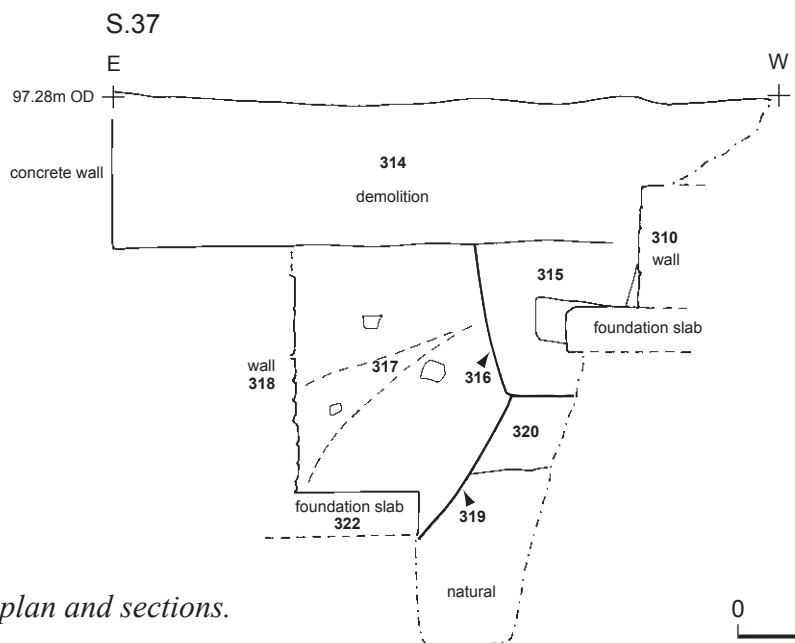 S.37
E
W
97.28m OD
concrete wall
314
demolition
310
wall
315
foundation slab
wall
318
317
316
320
foundation slab
322
319
natural
plan and sections.
0